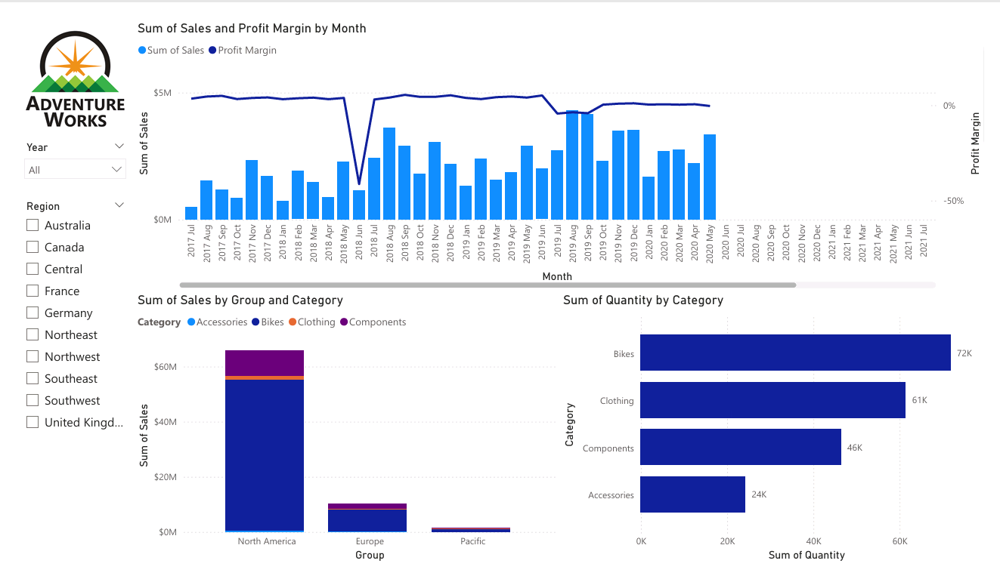 ADVENTURE
WORKS
Year
All
Region
Australia
Canada
Central
France
Germany
Northeast
Northwest
Southeast
Southwest
United Kingd...
Sum of Sales and Profit Margin by Month
Sum of Sales Profit Margin
Sum of Sales
$5M
$0M
0%
-50%
Profit Margin
2017 Jul
2017 Aug
2017 Sep
2017 Oct
2017 Nov
2017 Dec
2018 Jan
2018 Feb
2018 Mar
2018 Apr
2018 May
2018 Jun
2018 Jul
2018 Aug
2018 Sep
2018 Oct
2018 Nov
2018 Dec
2019 Jan
2019 Feb
2019 Mar
2019 Apr
2019 May
2019 Jun
2019 Jul
2019 Aug
2019 Sep
2019 Oct
2019 Nov
2019 Dec
2020 Jan
2020 Feb
2020 Mar
2020 Apr
2020 May
2020 Jun
2020 Jul
2020 Aug
2020 Sep
2020 Oct
2020 Nov
2020 Dec
2021 Jan
2021 Feb
2021 Mar
2021 Apr
2021 May
2021 Jun
2021 Jul
Month
Sum of Sales by Group and Category
Category Accessories Bikes Clothing Components
Sum of Sales
$60M
$40M
$20M
$0M
North America
Europe
Pacific
Group
Sum of Quantity by Category
Category
Bikes 72K
Clothing 61K
Components 46K
Accessories 24K
0K 20K 40K 60K
Sum of Quantity